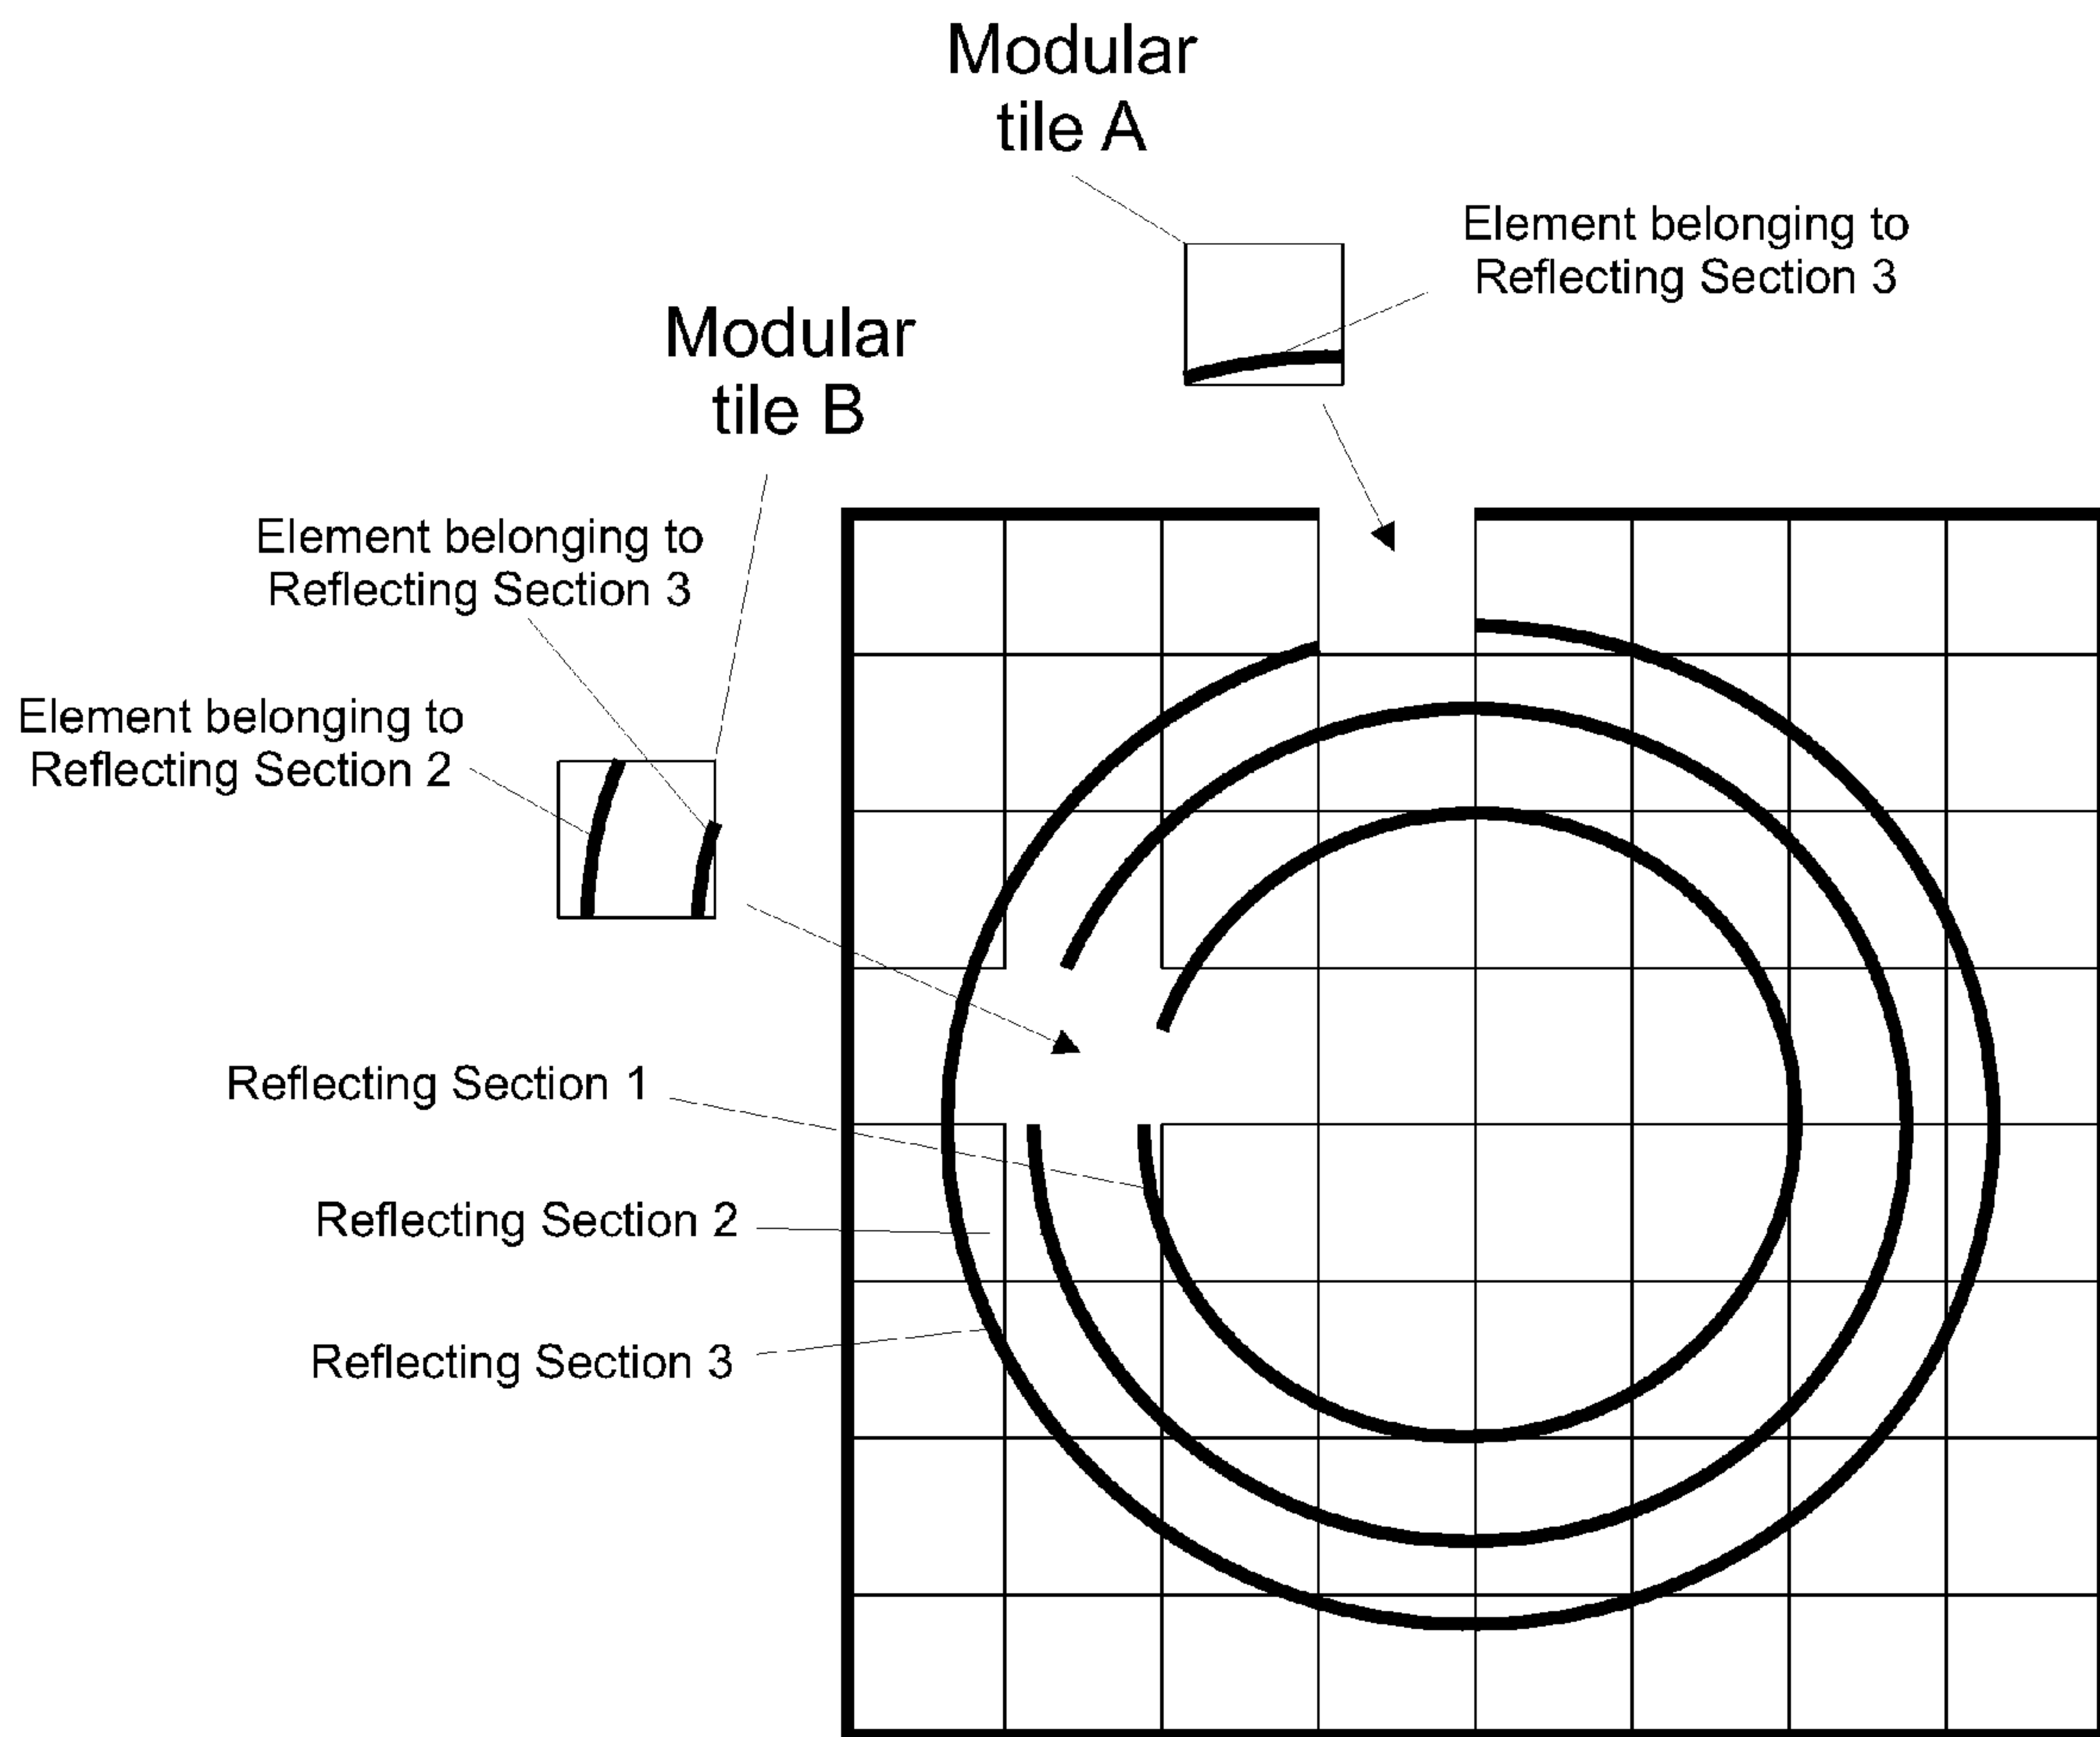 Modular
tile A
Element belonging to
Reflecting Section 3
Modular
tile B
Element belonging to
Reflecting Section 3
Element belonging to
Reflecting Section 2
Reflecting Section 1
Reflecting Section 2
Reflecting Section 3